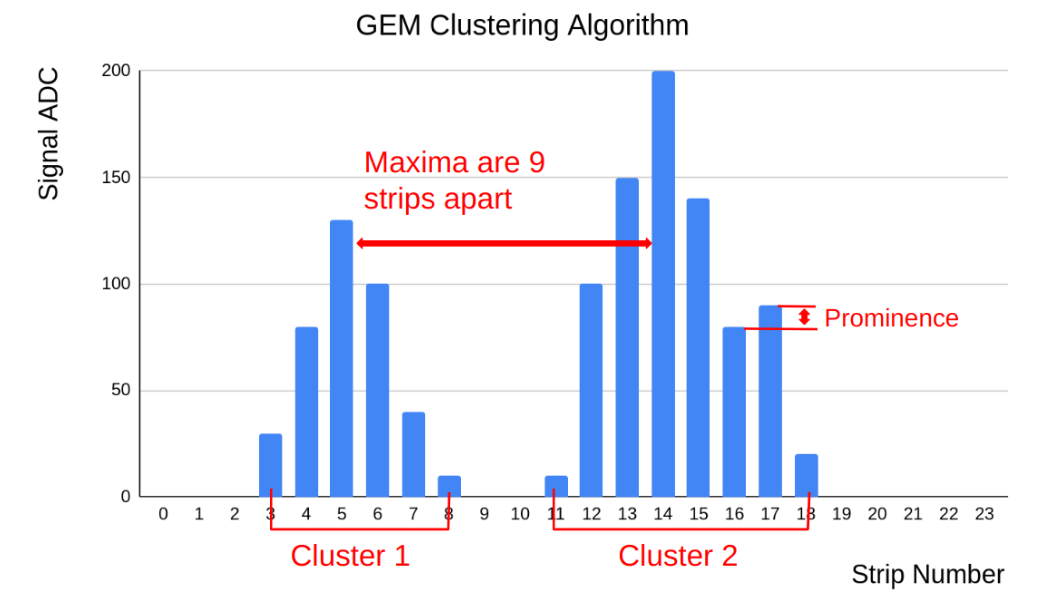 GEM Clustering Algorithm
Signal ADC
200
150
100
50
0
Maxima are 9
strips apart
Prominence
0 1 2 3 4 5 6 7 8 9 10 11 12 13 14 15 16 17 18 19 20 21 22 23
Cluster 1 Cluster 2
Strip Number